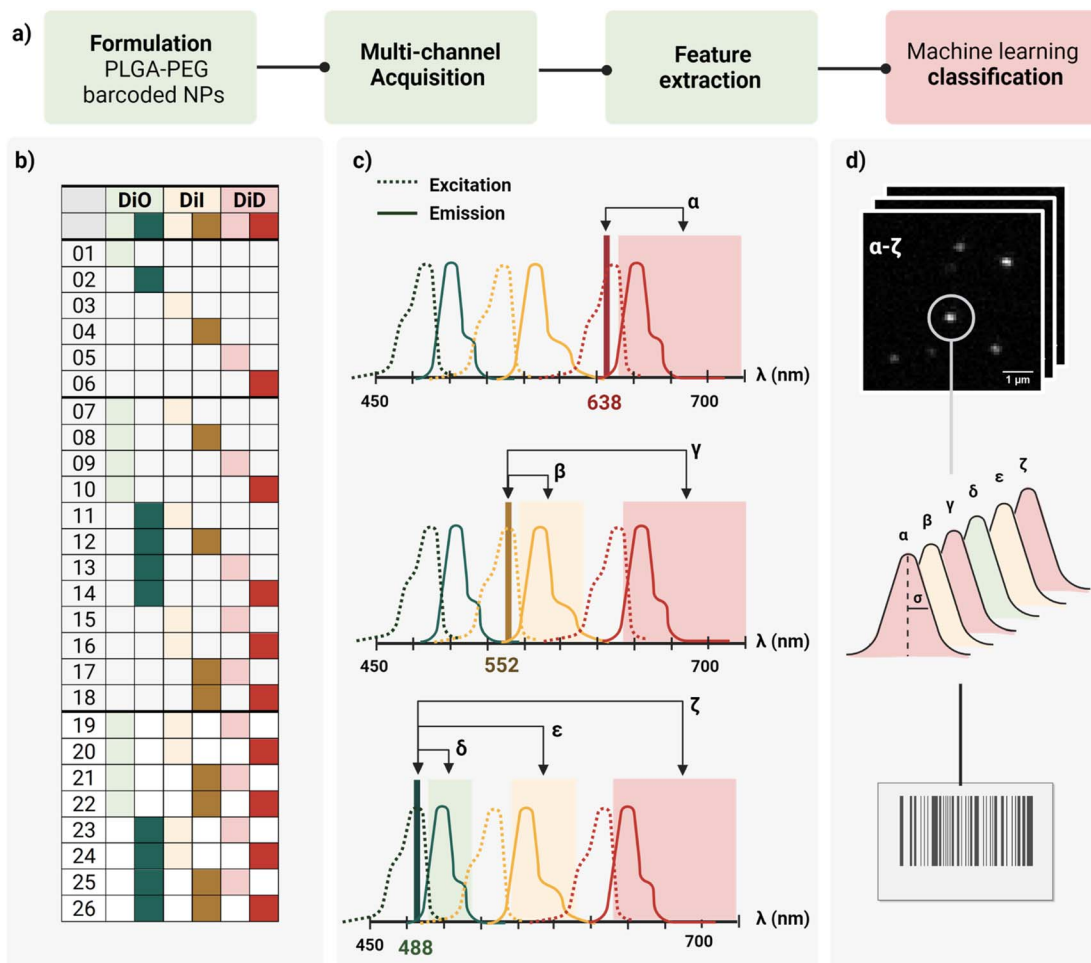 a)
Formulation
PLGA-PEG
barcoded NPs
Multi-channel
Acquisition
Feature
extraction
Machine learning
classification
b)
DiO DiI DiD
01
02
03
04
05
06
07
08
09
10
11
12
13
14
15
16
17
18
19
20
21
22
23
24
25
26
c)
Excitation
Emission
α
450 638 700 λ (nm)
γ
β
450 552 700 λ (nm)
ζ
ε
δ
450 488 700 λ (nm)
d)
α-ζ
1 μm
α β γ δ ε ζ
σ